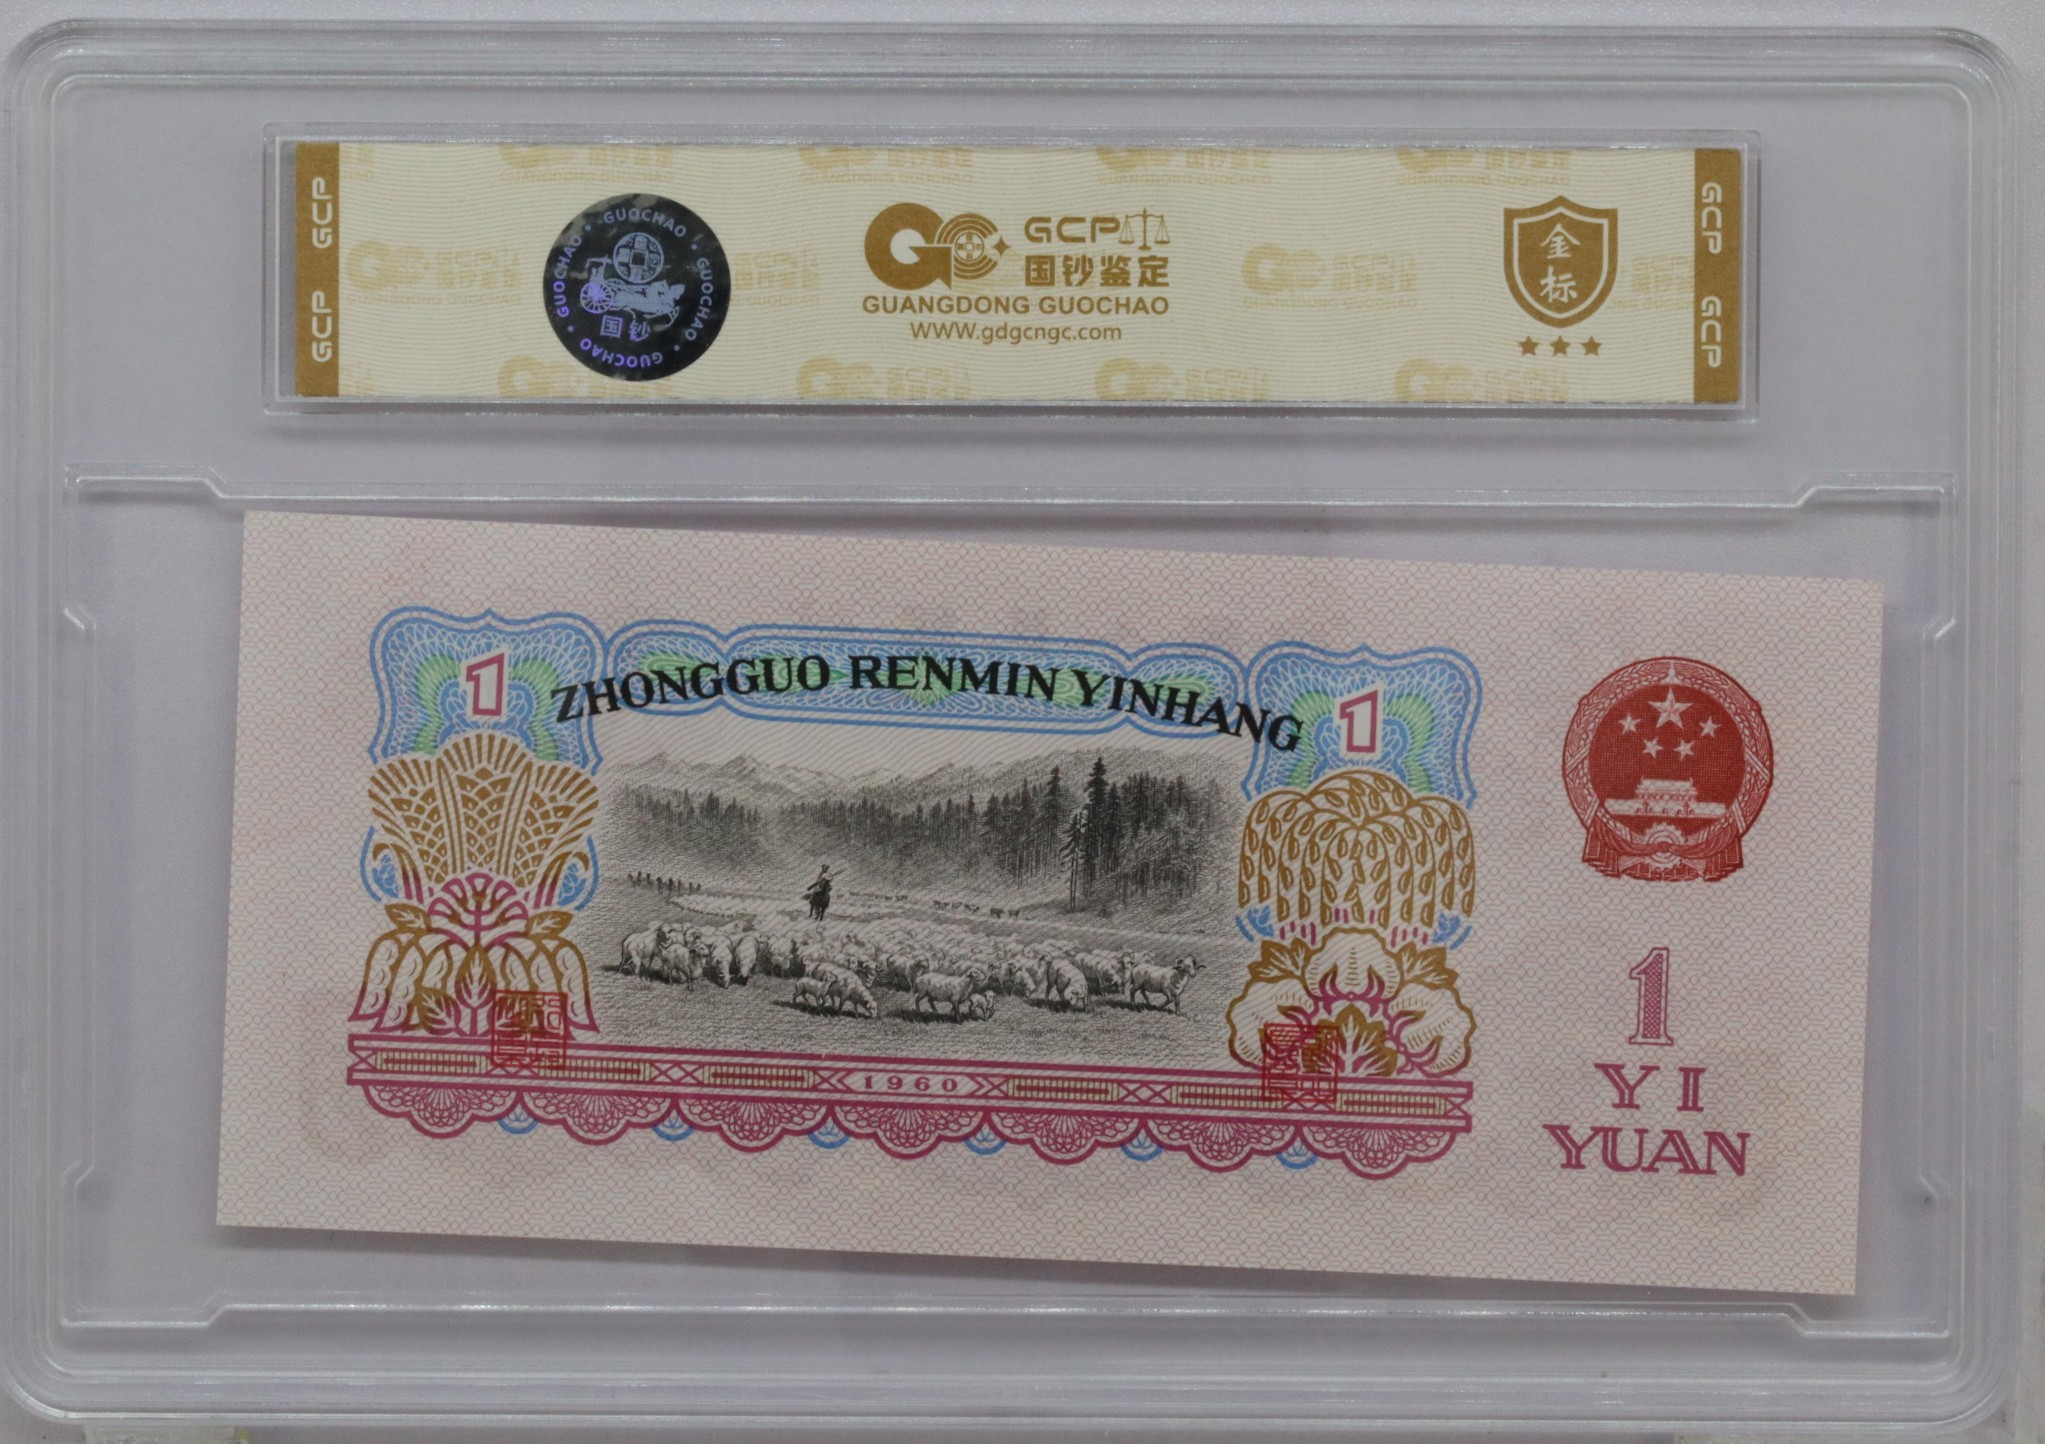 GCP GCP
GUOCHAO • GUOCHAO • GUOCHAO • GUOCHAO •
国钞
GCP
国钞鉴定
GUANGDONG GUOCHAO
WWW.gdgcngc.com
金标
GCP GCP
1
ZHONGGUO RENMIN YINHANG
1
1960
1
YI
YUAN